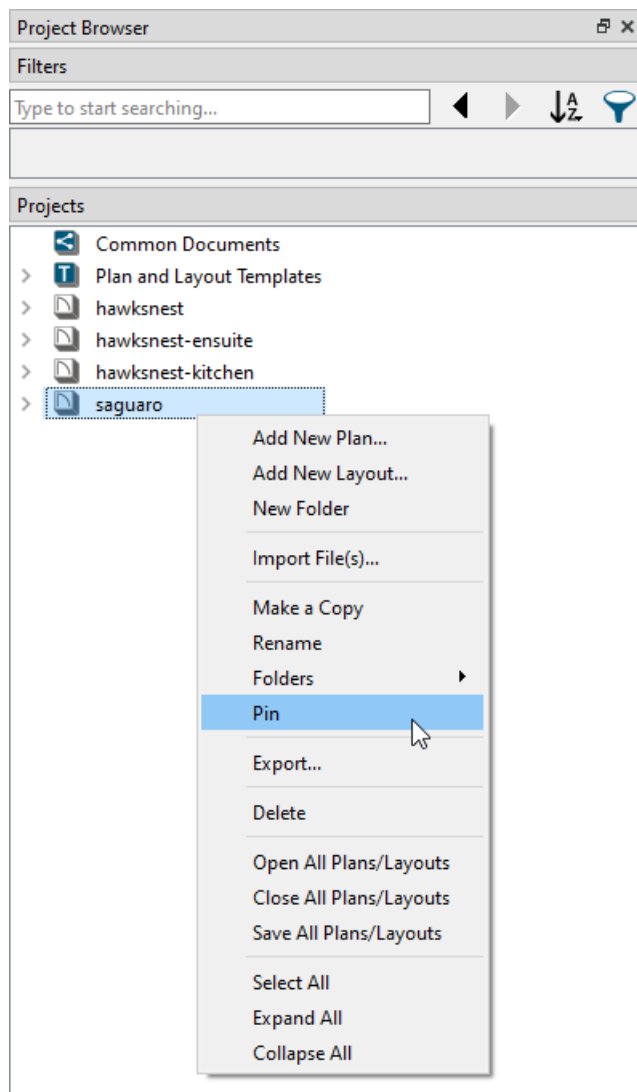 Project Browser
Filters
Type to start searching...
A
Z
Projects
Common Documents
T Plan and Layout Templates
hawksnest
hawksnest-ensuite
hawksnest-kitchen
saguaro
Add New Plan...
Add New Layout...
New Folder
Import File(s)...
Make a Copy
Rename
Folders
Pin
Export...
Delete
Open All Plans/Layouts
Close All Plans/Layouts
Save All Plans/Layouts
Select All
Expand All
Collapse All